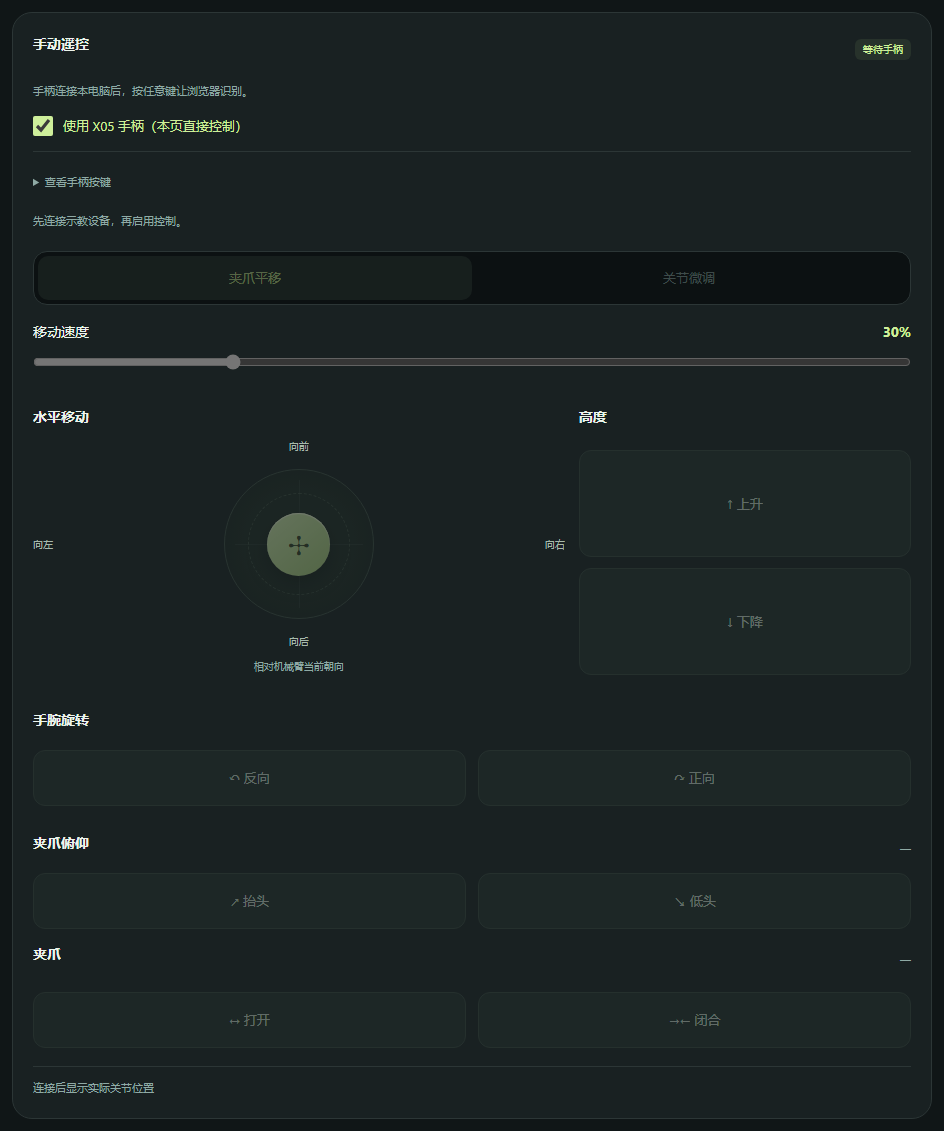 手动遥控
等待手柄
手柄连接本电脑后，按任意键让浏览器识别。
使用 X05 手柄（本页直接控制）
▶ 查看手柄按键
先连接示教设备，再启用控制。
夹爪平移
关节微调
移动速度
30%
水平移动
高度
向前
↑ 上升
向左
向右
↓ 下降
向后
相对机械臂当前朝向
手腕旋转
↶ 反向
↷ 正向
夹爪俯仰
—
↗ 抬头
↘ 低头
夹爪
—
↔ 打开
→← 闭合
连接后显示实际关节位置